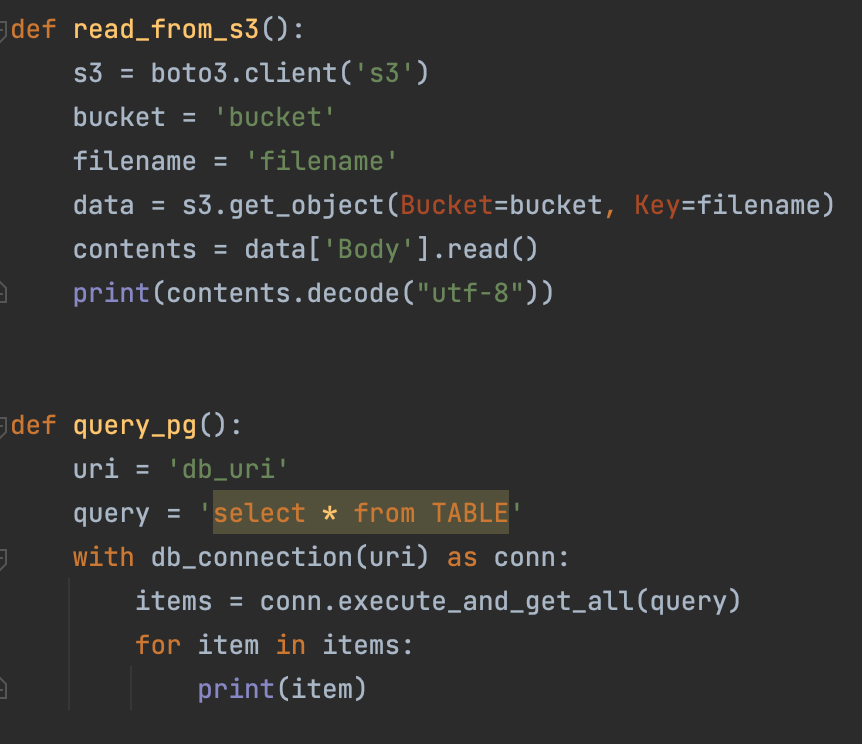 def read_from_s3():
    s3 = boto3.client('s3')
    bucket = 'bucket'
    filename = 'filename'
    data = s3.get_object(Bucket=bucket, Key=filename)
    contents = data['Body'].read()
    print(contents.decode("utf-8"))
def query_pg():
    uri = 'db_uri'
    query = 'select * from TABLE'
    with db_connection(uri) as conn:
        items = conn.execute_and_get_all(query)
        for item in items:
            print(item)